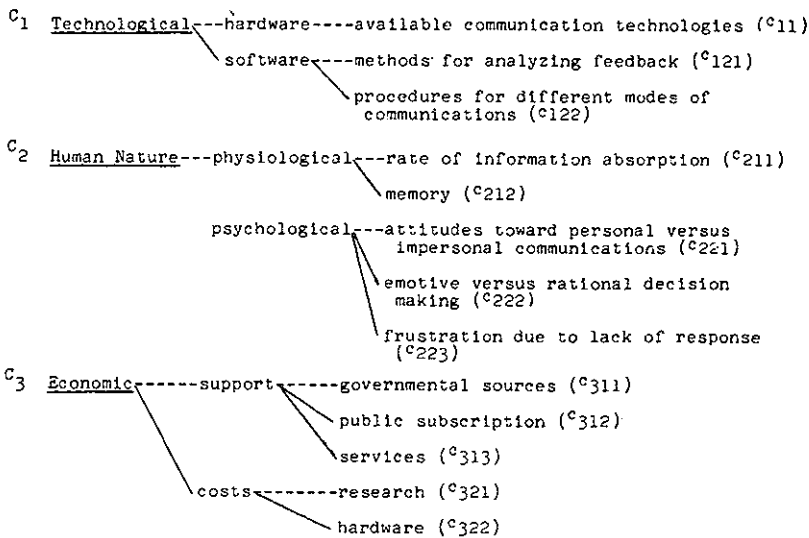 C1 Technological---hardware----available communication technologies (c11)
software----methods for analyzing feedback (c121)
procedures for different modes of
communications (c122)
C2 Human Nature---physiological---rate of information absorption (c211)
memory (c212)
psychological---attitudes toward personal versus
impersonal communications (c221)
emotive versus rational decision
making (c222)
frustration due to lack of response
(c223)
C3 Economic------support------governmental sources (c311)
public subscription (c312)
services (c313)
costs--------research (c321)
hardware (c322)